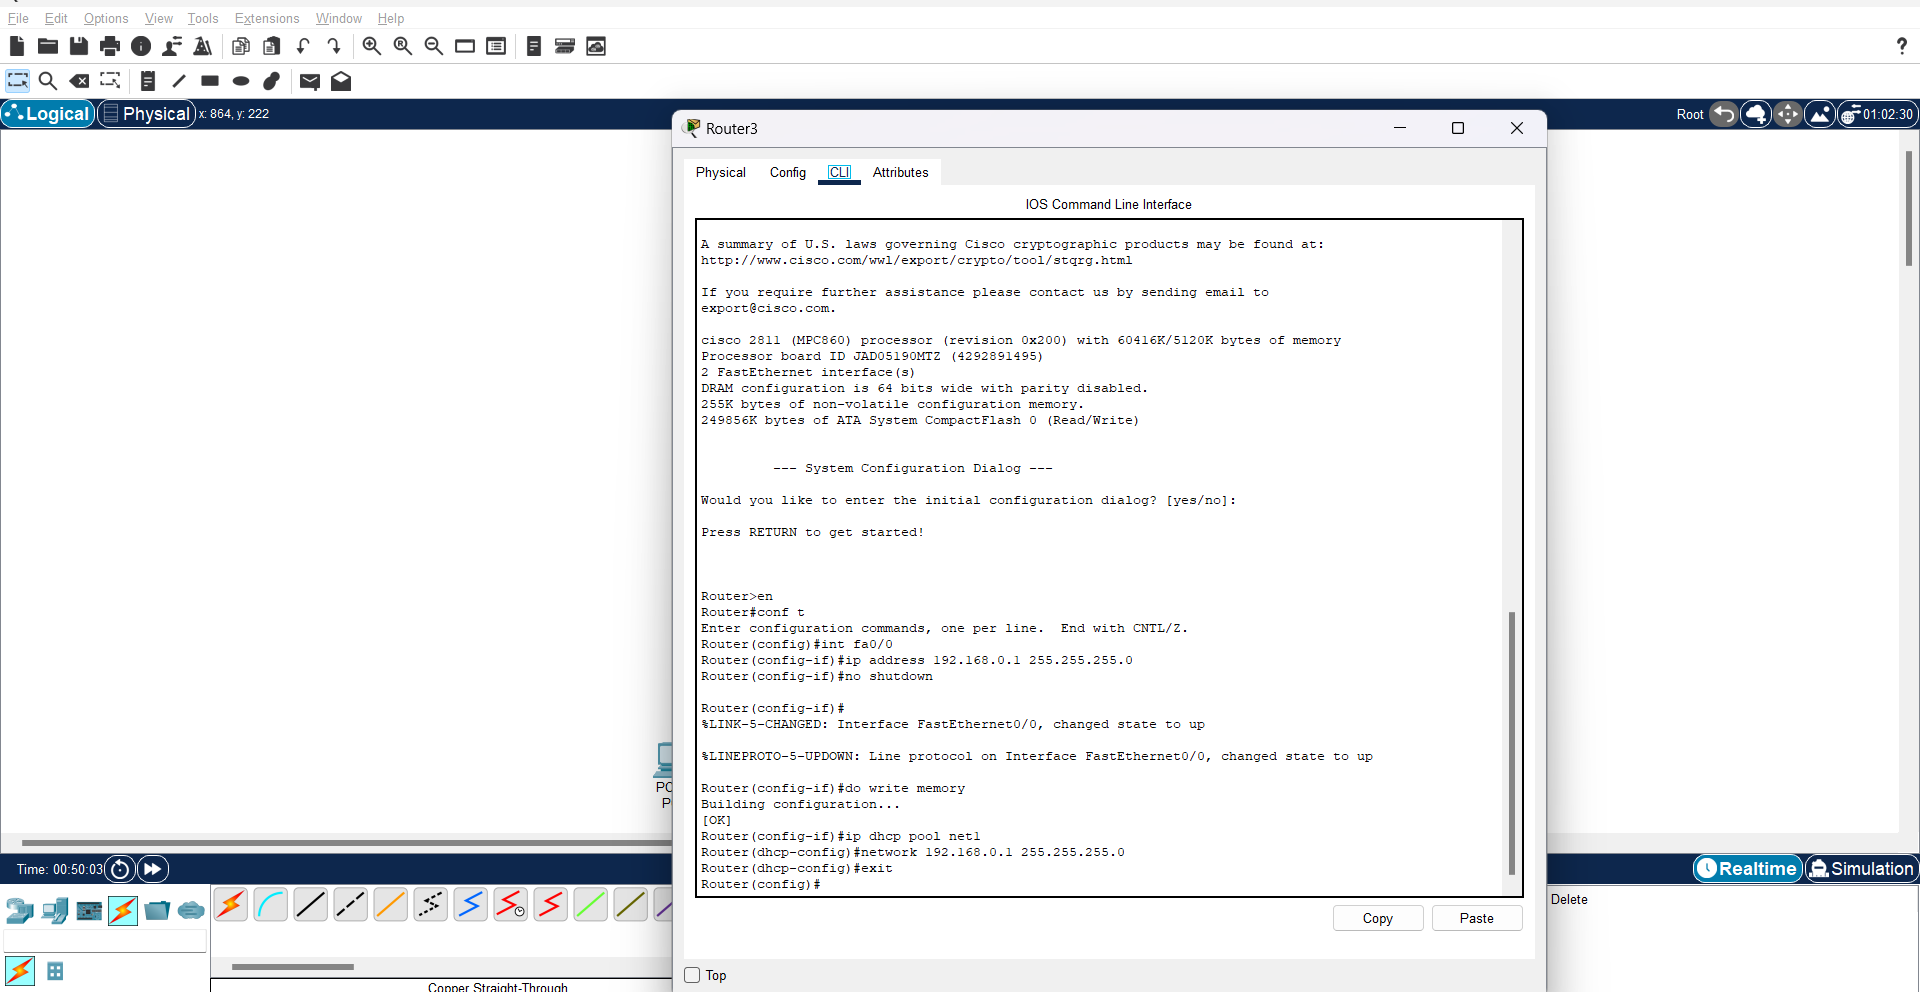 File Edit Options View Tools Extensions Window Help
?
Logical Physical x: 864, y: 222
Root 01:02:30
Router3
Physical Config CLI Attributes
IOS Command Line Interface
A summary of U.S. laws governing Cisco cryptographic products may be found at:
http://www.cisco.com/wwl/export/crypto/tool/stqrg.html
If you require further assistance please contact us by sending email to
export@cisco.com.
cisco 2811 (MPC860) processor (revision 0x200) with 60416K/5120K bytes of memory
Processor board ID JAD05190MTZ (4292891495)
2 FastEthernet interface(s)
DRAM configuration is 64 bits wide with parity disabled.
255K bytes of non-volatile configuration memory.
249856K bytes of ATA System CompactFlash 0 (Read/Write)
--- System Configuration Dialog ---
Would you like to enter the initial configuration dialog? [yes/no]:
Press RETURN to get started!
Router>en
Router#conf t
Enter configuration commands, one per line.  End with CNTL/Z.
Router(config)#int fa0/0
Router(config-if)#ip address 192.168.0.1 255.255.255.0
Router(config-if)#no shutdown
Router(config-if)#
%LINK-5-CHANGED: Interface FastEthernet0/0, changed state to up
%LINEPROTO-5-UPDOWN: Line protocol on Interface FastEthernet0/0, changed state to up
Router(config-if)#do write memory
Building configuration...
[OK]
Router(config-if)#ip dhcp pool net1
Router(dhcp-config)#network 192.168.0.1 255.255.255.0
Router(dhcp-config)#exit
Router(config)#
Copy Paste
Top
PC
P
Time: 00:50:03
Realtime Simulation
Delete
Copper Straight-Through